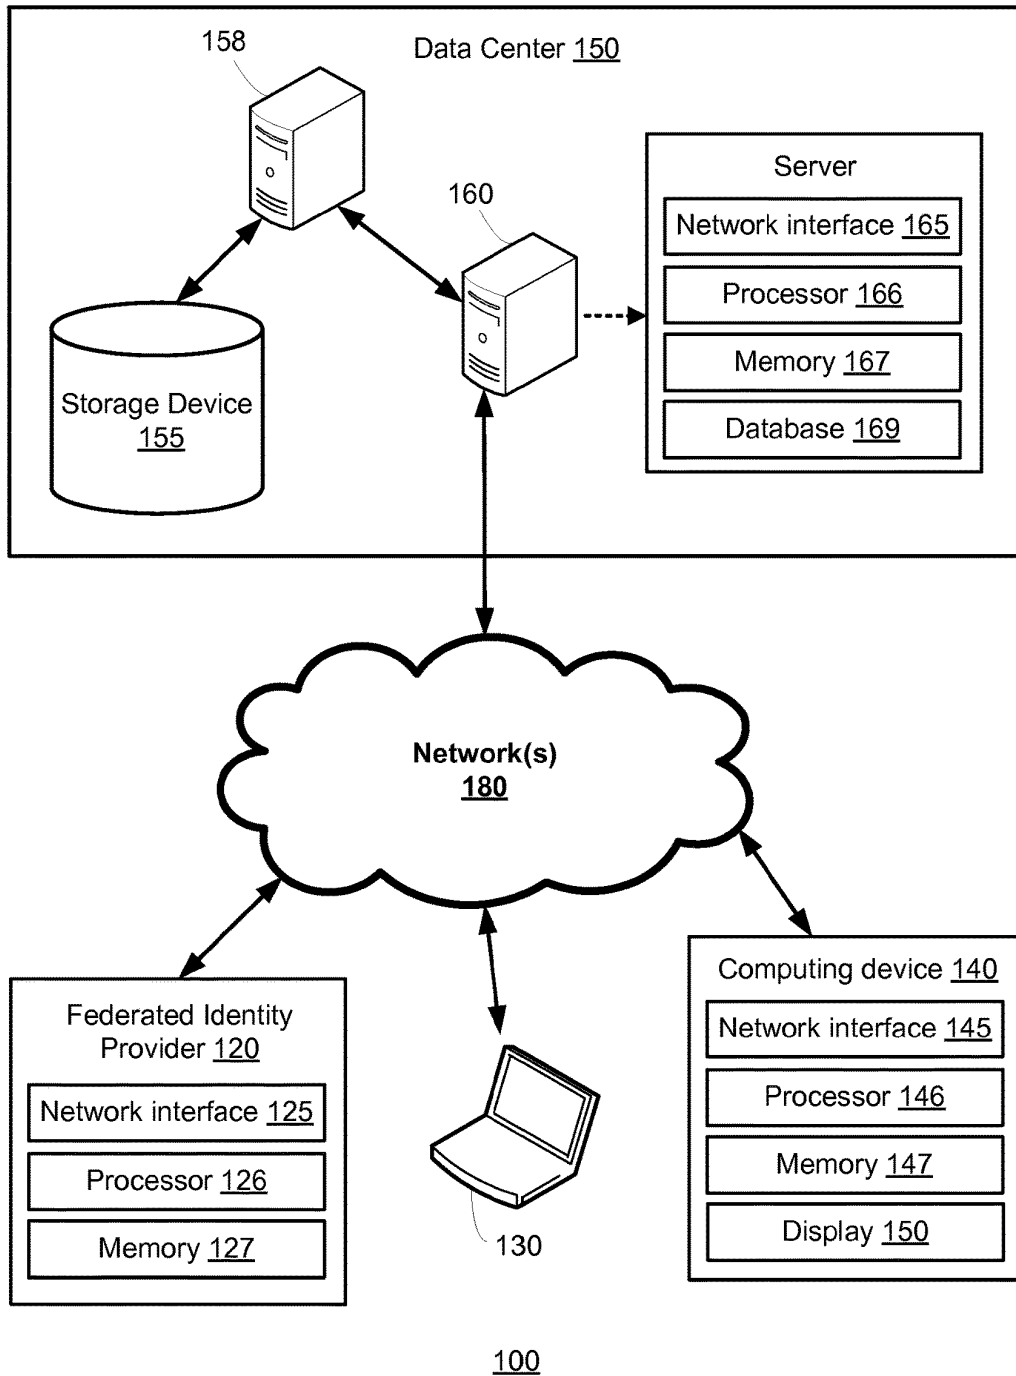 158
Data Center 150
160
Server
Network interface 165
Processor 166
Memory 167
Database 169
Storage Device
155
Network(s)
180
Federated Identity
Provider 120
Network interface 125
Processor 126
Memory 127
130
Computing device 140
Network interface 145
Processor 146
Memory 147
Display 150
100